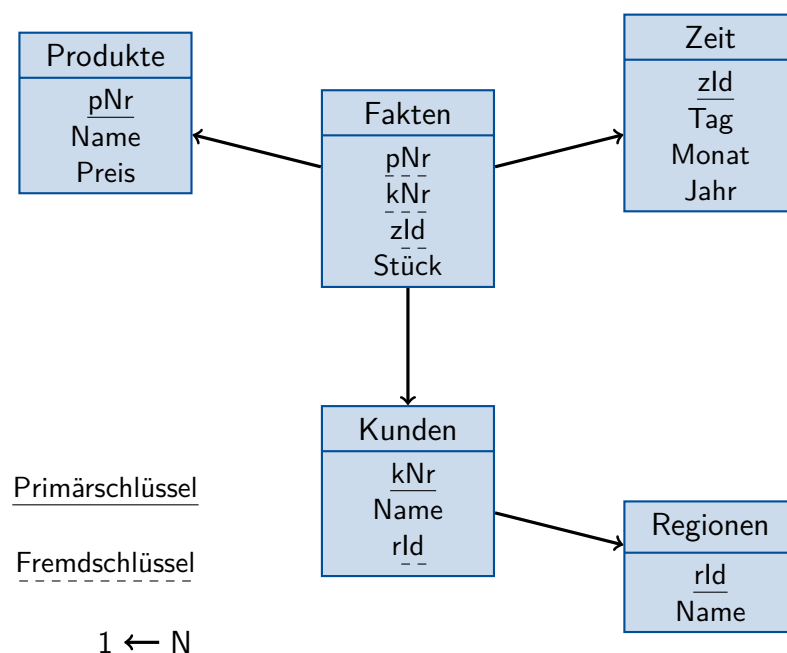 Produkte
pNr
Name
Preis
Fakten
pNr
kNr
zId
Stück
Zeit
zId
Tag
Monat
Jahr
Kunden
kNr
Name
rId
Regionen
rId
Name
Primärschlüssel
Fremdschlüssel
1 ← N